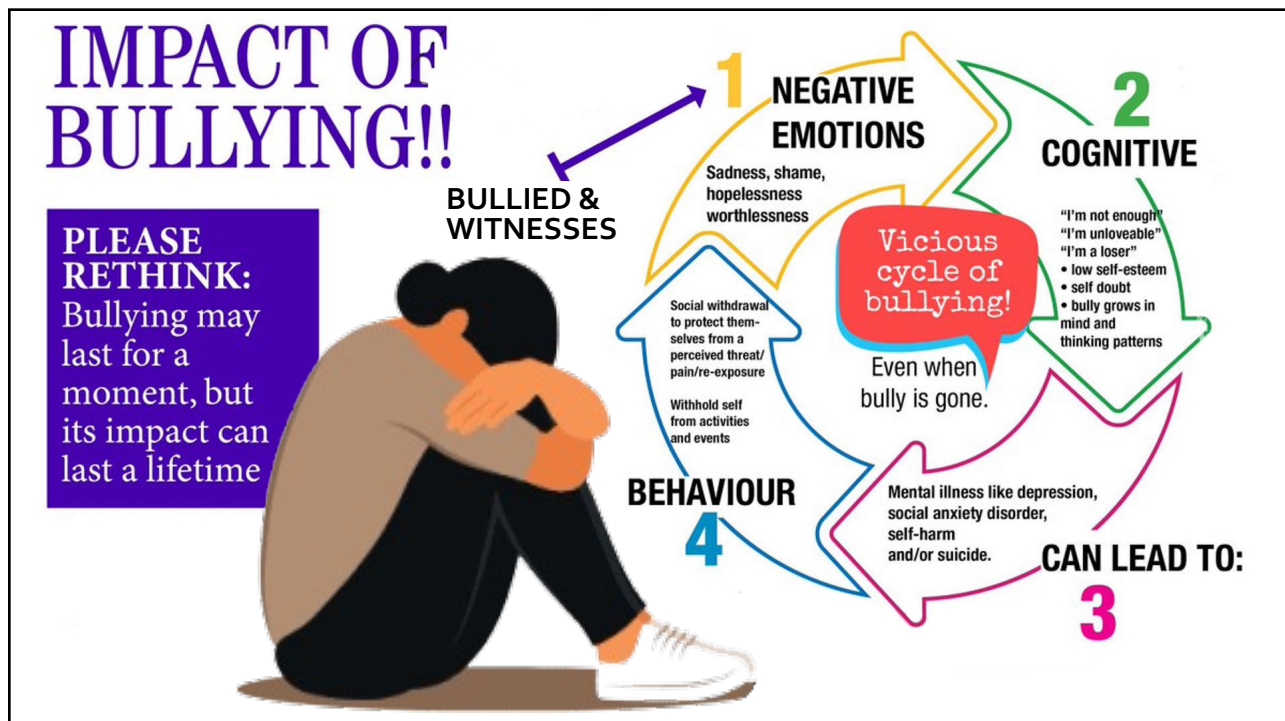 IMPACT OF
BULLYING!!
PLEASE
RETHINK:
Bullying may
last for a
moment, but
its impact can
last a lifetime
BULLIED &
WITNESSES
1
NEGATIVE
EMOTIONS
Sadness, shame,
hopelessness
worthlessness
2
COGNITIVE
“I’m not enough”
“I’m unloveable”
“I’m a loser”
• low self-esteem
• self doubt
• bully grows in
mind and
thinking patterns
Vicious
cycle of
bullying!
Even when
bully is gone.
Mental illness like depression,
social anxiety disorder,
self-harm
and/or suicide.
CAN LEAD TO:
3
Social withdrawal
to protect them-
selves from a
perceived threat/
pain/re-exposure
Withhold self
from activities
and events
BEHAVIOUR
4